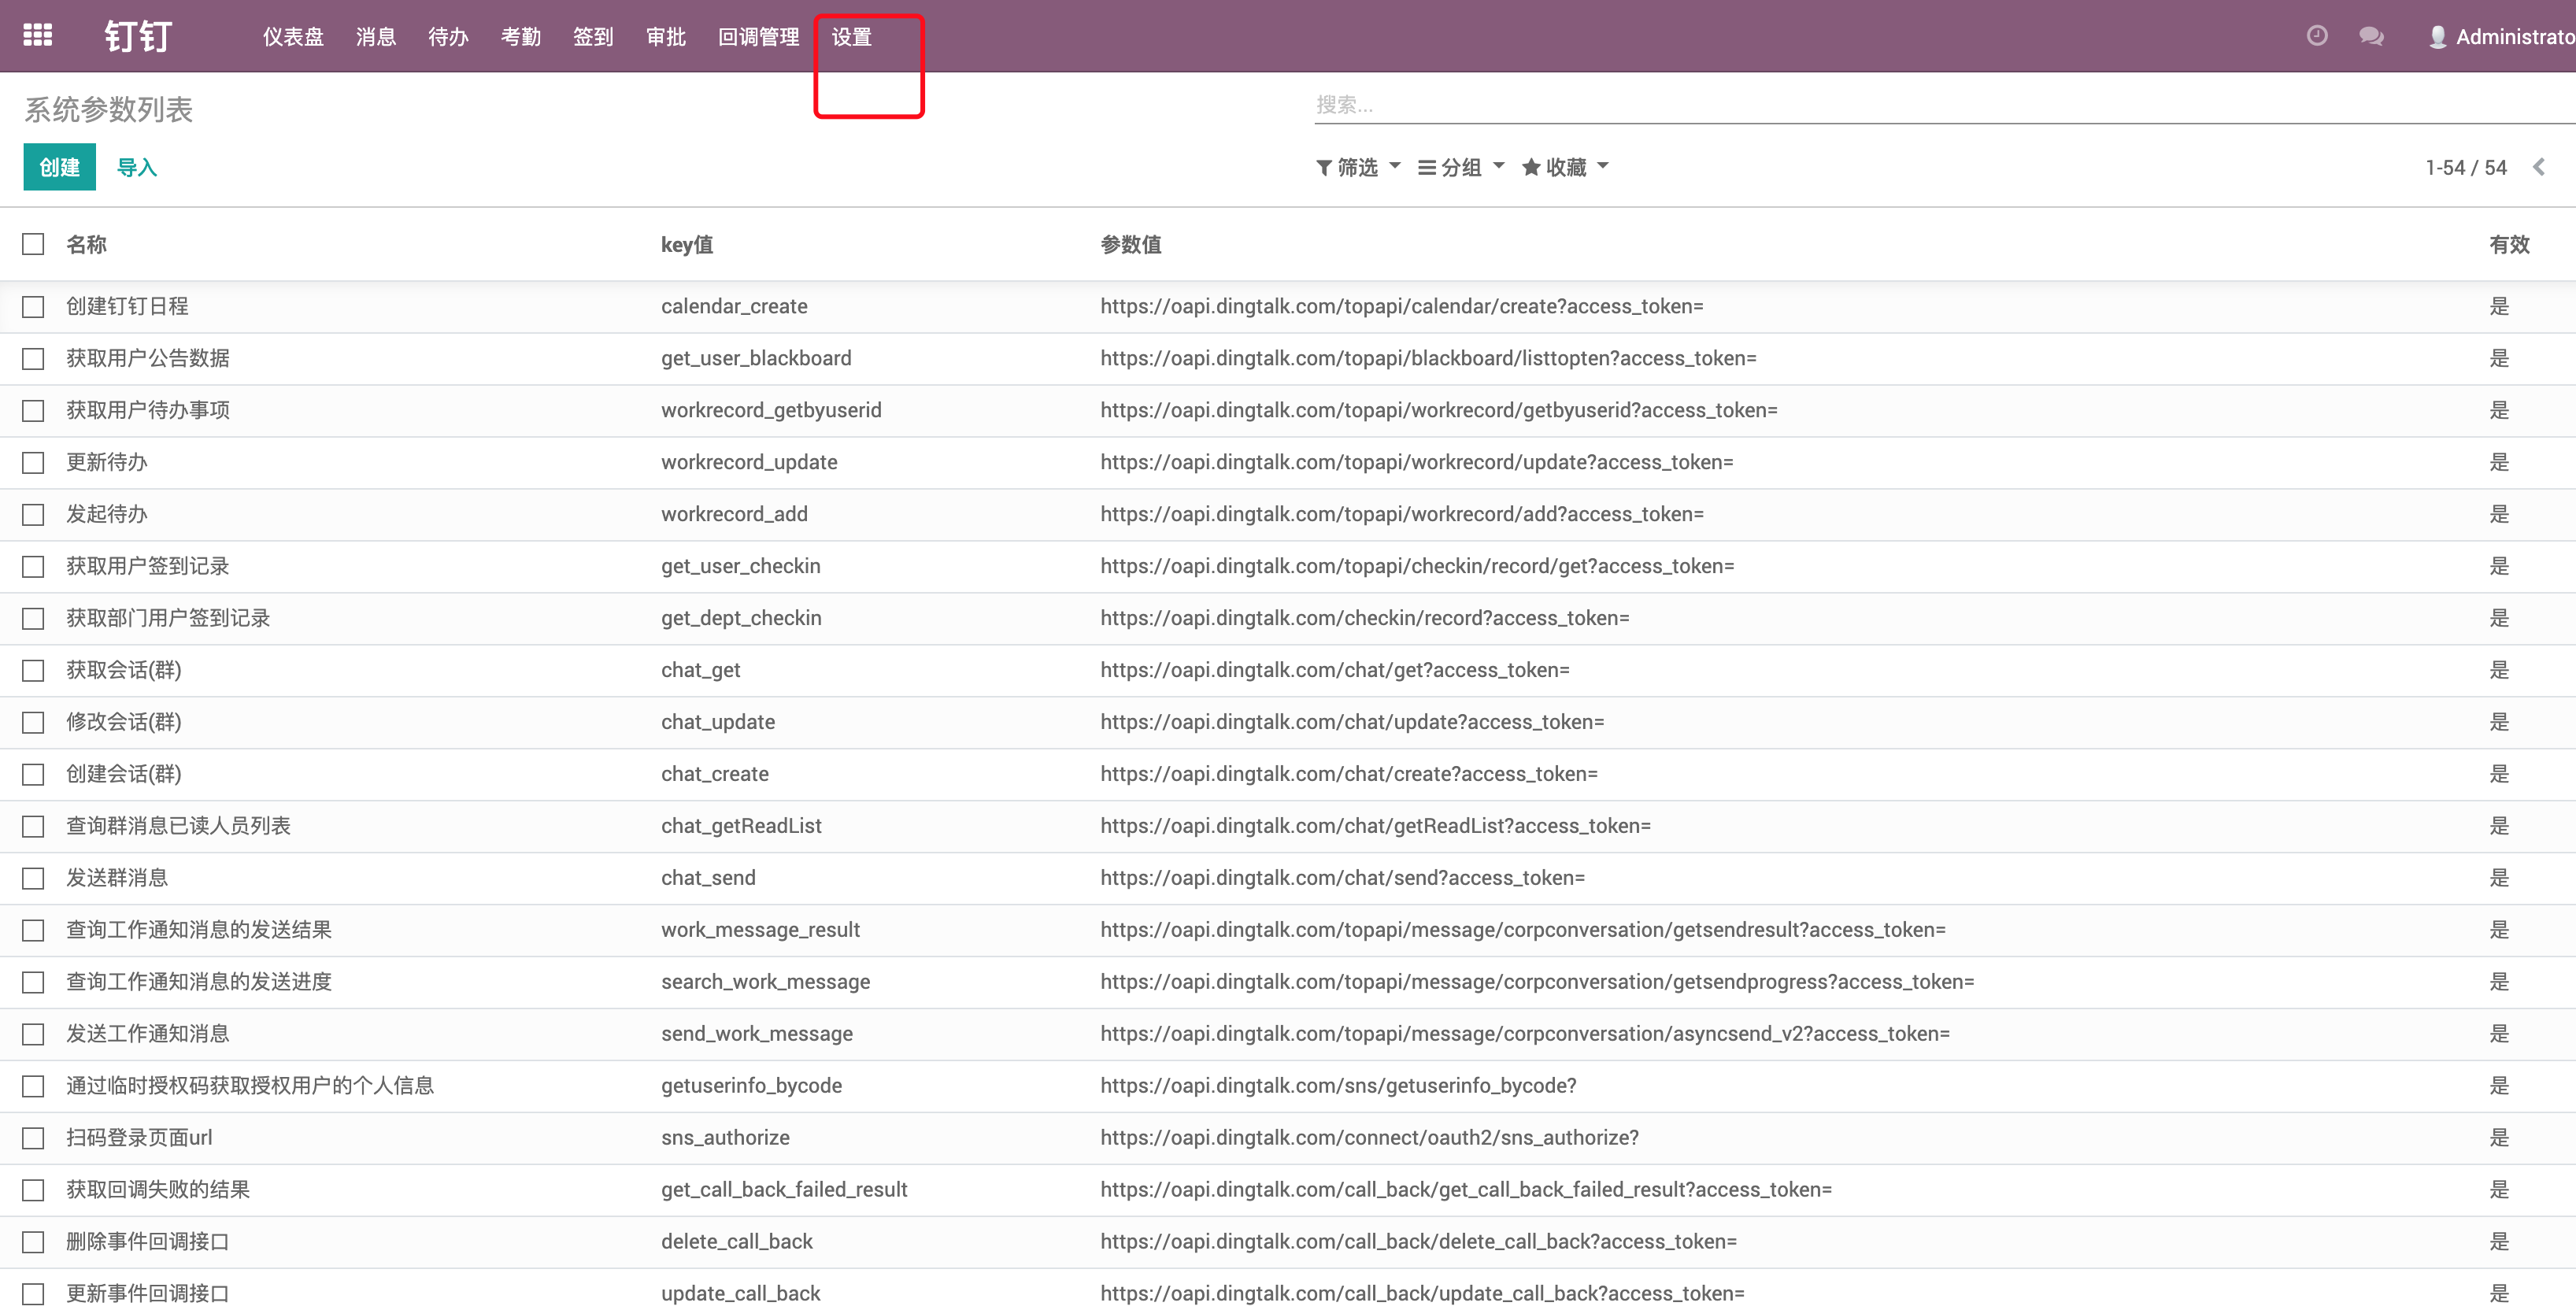 钉钉 仪表盘 消息 待办 考勤 签到 审批 回调管理 设置 Administrato
系统参数列表 搜索...
创建 导入 筛选 分组 收藏 1-54 / 54
名称 key值 参数值 有效
创建钉钉日程 calendar_create https://oapi.dingtalk.com/topapi/calendar/create?access_token= 是
获取用户公告数据 get_user_blackboard https://oapi.dingtalk.com/topapi/blackboard/listtopten?access_token= 是
获取用户待办事项 workrecord_getbyuserid https://oapi.dingtalk.com/topapi/workrecord/getbyuserid?access_token= 是
更新待办 workrecord_update https://oapi.dingtalk.com/topapi/workrecord/update?access_token= 是
发起待办 workrecord_add https://oapi.dingtalk.com/topapi/workrecord/add?access_token= 是
获取用户签到记录 get_user_checkin https://oapi.dingtalk.com/topapi/checkin/record/get?access_token= 是
获取部门用户签到记录 get_dept_checkin https://oapi.dingtalk.com/checkin/record?access_token= 是
获取会话(群) chat_get https://oapi.dingtalk.com/chat/get?access_token= 是
修改会话(群) chat_update https://oapi.dingtalk.com/chat/update?access_token= 是
创建会话(群) chat_create https://oapi.dingtalk.com/chat/create?access_token= 是
查询群消息已读人员列表 chat_getReadList https://oapi.dingtalk.com/chat/getReadList?access_token= 是
发送群消息 chat_send https://oapi.dingtalk.com/chat/send?access_token= 是
查询工作通知消息的发送结果 work_message_result https://oapi.dingtalk.com/topapi/message/corpconversation/getsendresult?access_token= 是
查询工作通知消息的发送进度 search_work_message https://oapi.dingtalk.com/topapi/message/corpconversation/getsendprogress?access_token= 是
发送工作通知消息 send_work_message https://oapi.dingtalk.com/topapi/message/corpconversation/asyncsend_v2?access_token= 是
通过临时授权码获取授权用户的个人信息 getuserinfo_bycode https://oapi.dingtalk.com/sns/getuserinfo_bycode? 是
扫码登录页面url sns_authorize https://oapi.dingtalk.com/connect/oauth2/sns_authorize? 是
获取回调失败的结果 get_call_back_failed_result https://oapi.dingtalk.com/call_back/get_call_back_failed_result?access_token= 是
删除事件回调接口 delete_call_back https://oapi.dingtalk.com/call_back/delete_call_back?access_token= 是
更新事件回调接口 update_call_back https://oapi.dingtalk.com/call_back/update_call_back?access_token= 是